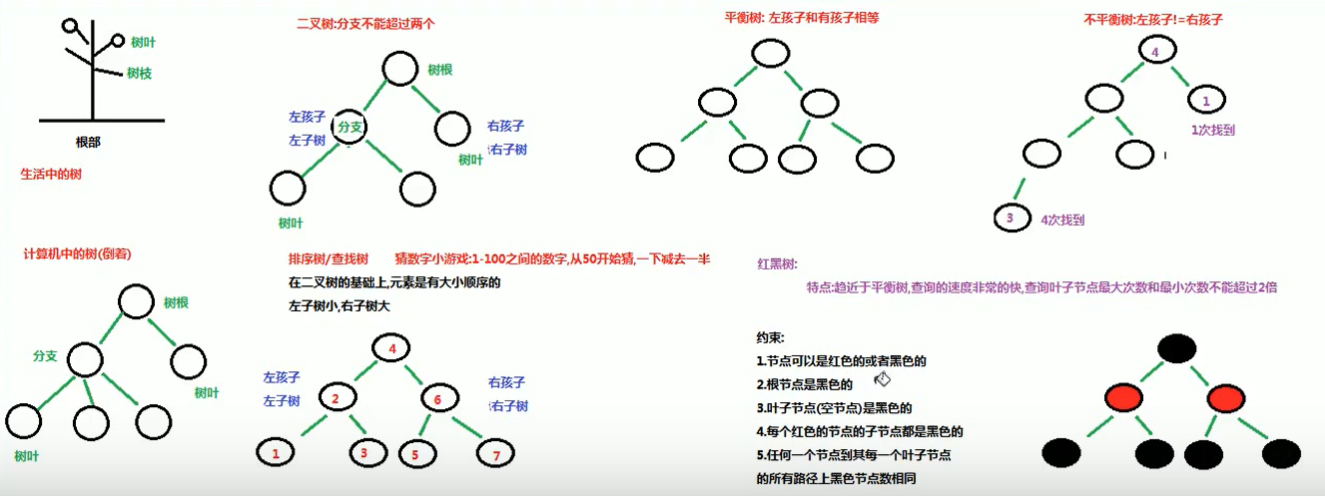 树叶
树枝
根部
生活中的树
二叉树:分支不能超过两个
树根
左孩子
左子树
分支
右孩子
右子树
树叶
树叶
平衡树: 左孩子和有孩子相等
不平衡树:左孩子!=右孩子
4
1
1次找到
3
4次找到
计算机中的树(倒着)
树根
分支
树叶
树叶
排序树/查找树 猜数字小游戏:1-100之间的数字,从50开始猜,一下减去一半
在二叉树的基础上,元素是有大小顺序的
左子树小,右子树大
4
左孩子
左子树
2
6
右孩子
右子树
1
3
5
7
红黑树:
特点:趋近于平衡树,查询的速度非常的快,查询叶子节点最大次数和最小次数不能超过2倍
约束:
1.节点可以是红色的或者黑色的
2.根节点是黑色的
3.叶子节点(空节点)是黑色的
4.每个红色的节点的子节点都是黑色的
5.任何一个节点到其每一个叶子节点
的所有路径上黑色节点数相同